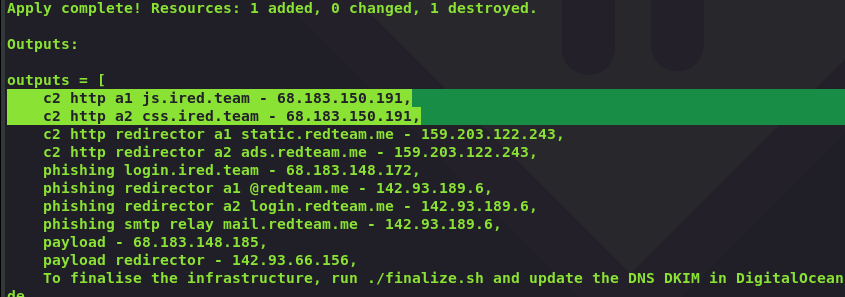 Apply complete! Resources: 1 added, 0 changed, 1 destroyed.
Outputs:
outputs = [
c2 http a1 js.ired.team - 68.183.150.191,
c2 http a2 css.ired.team - 68.183.150.191,
c2 http redirector a1 static.redteam.me - 159.203.122.243,
c2 http redirector a2 ads.redteam.me - 159.203.122.243,
phishing login.ired.team - 68.183.148.172,
phishing redirector a1 @redteam.me - 142.93.189.6,
phishing redirector a2 login.redteam.me - 142.93.189.6,
phishing smtp relay mail.redteam.me - 142.93.189.6,
payload - 68.183.148.185,
payload redirector - 142.93.66.156,
To finalise the infrastructure, run ./finalize.sh and update the DNS DKIM in DigitalOcean
de